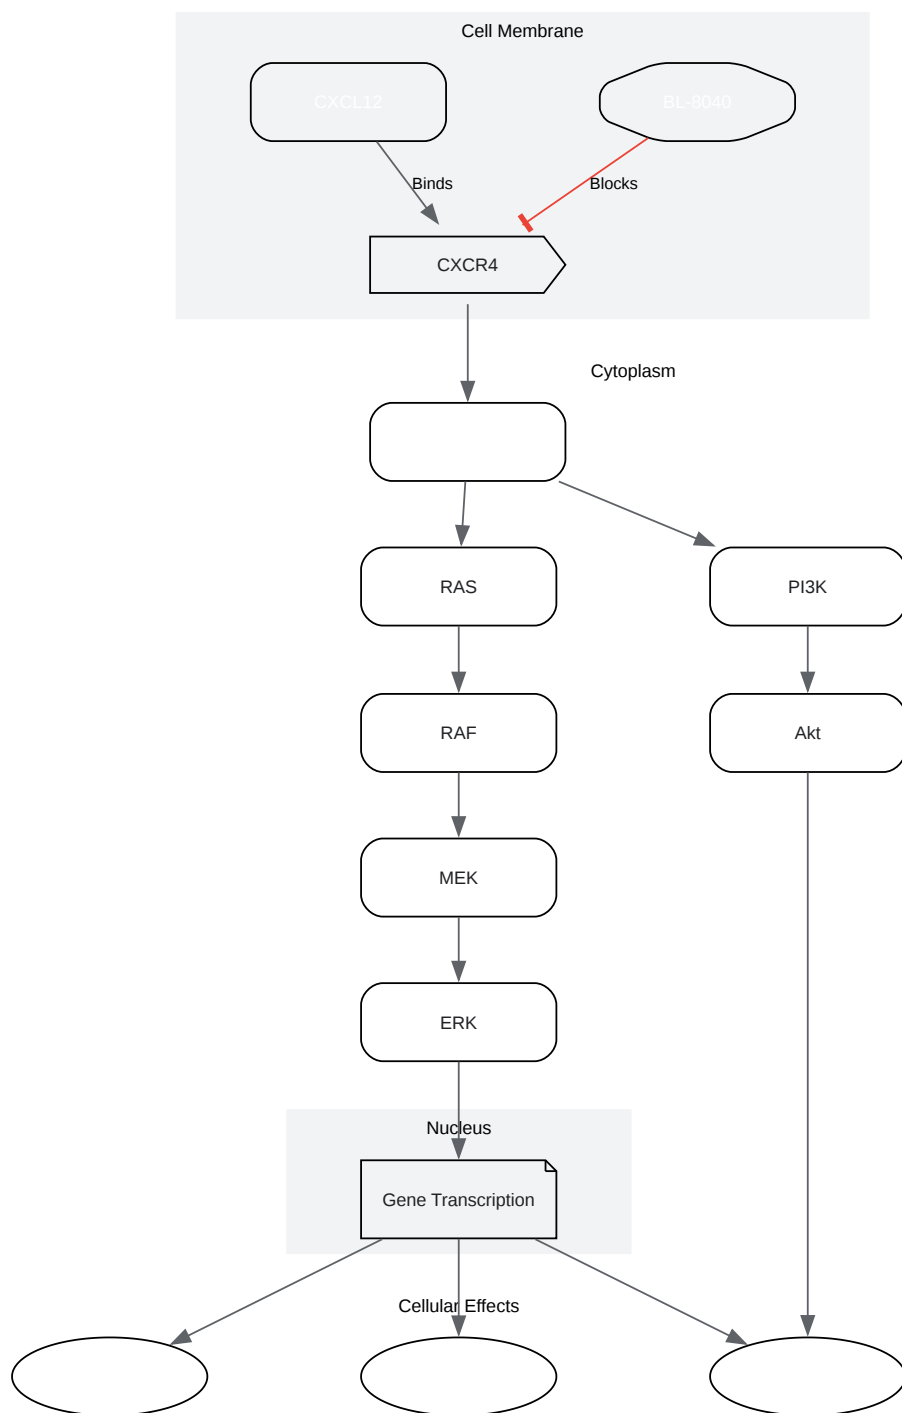 Cell Membrane
CXCL12
BL-8040
Binds
Blocks
CXCR4
Cytoplasm
RAS
PI3K
RAF
Akt
MEK
ERK
Nucleus
Gene Transcription
Cellular Effects